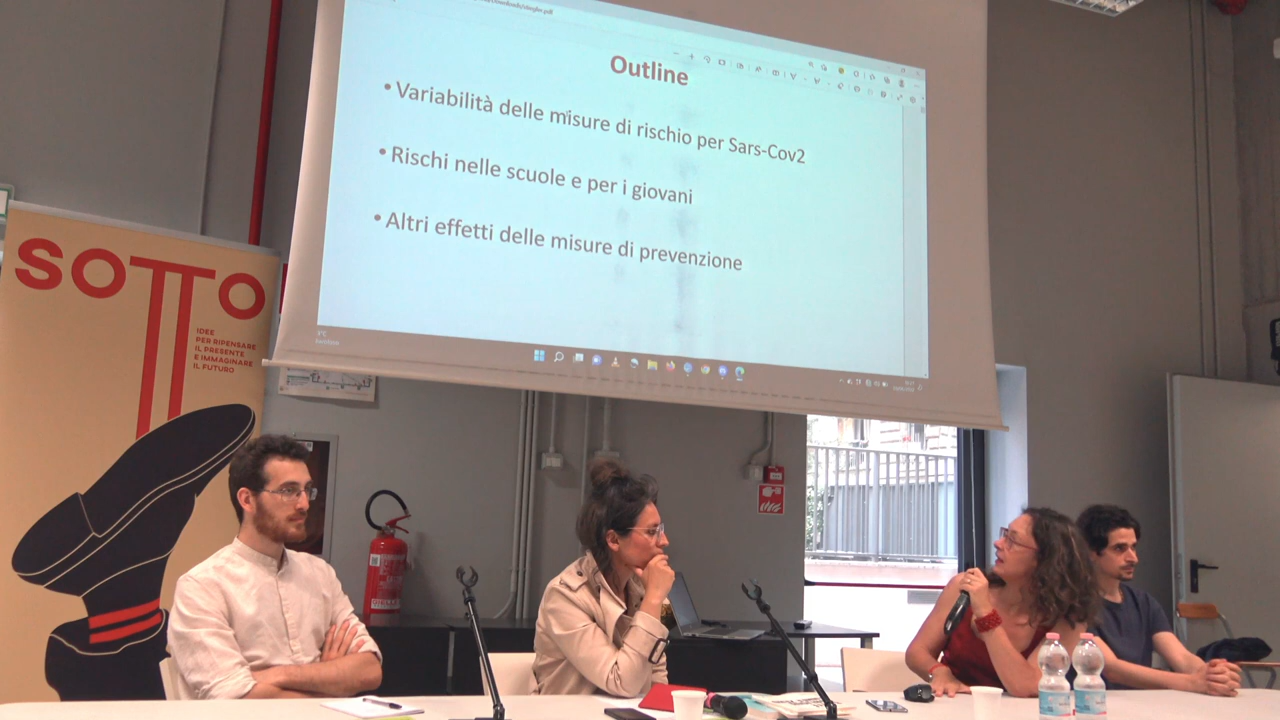 Outline
• Variabilità delle misure di rischio per Sars-Cov2
• Rischi nelle scuole e per i giovani
• Altri effetti delle misure di prevenzione
SOTTO
IDEE
PER RIPENSARE
IL PRESENTE
E IMMAGINARE
IL FUTURO